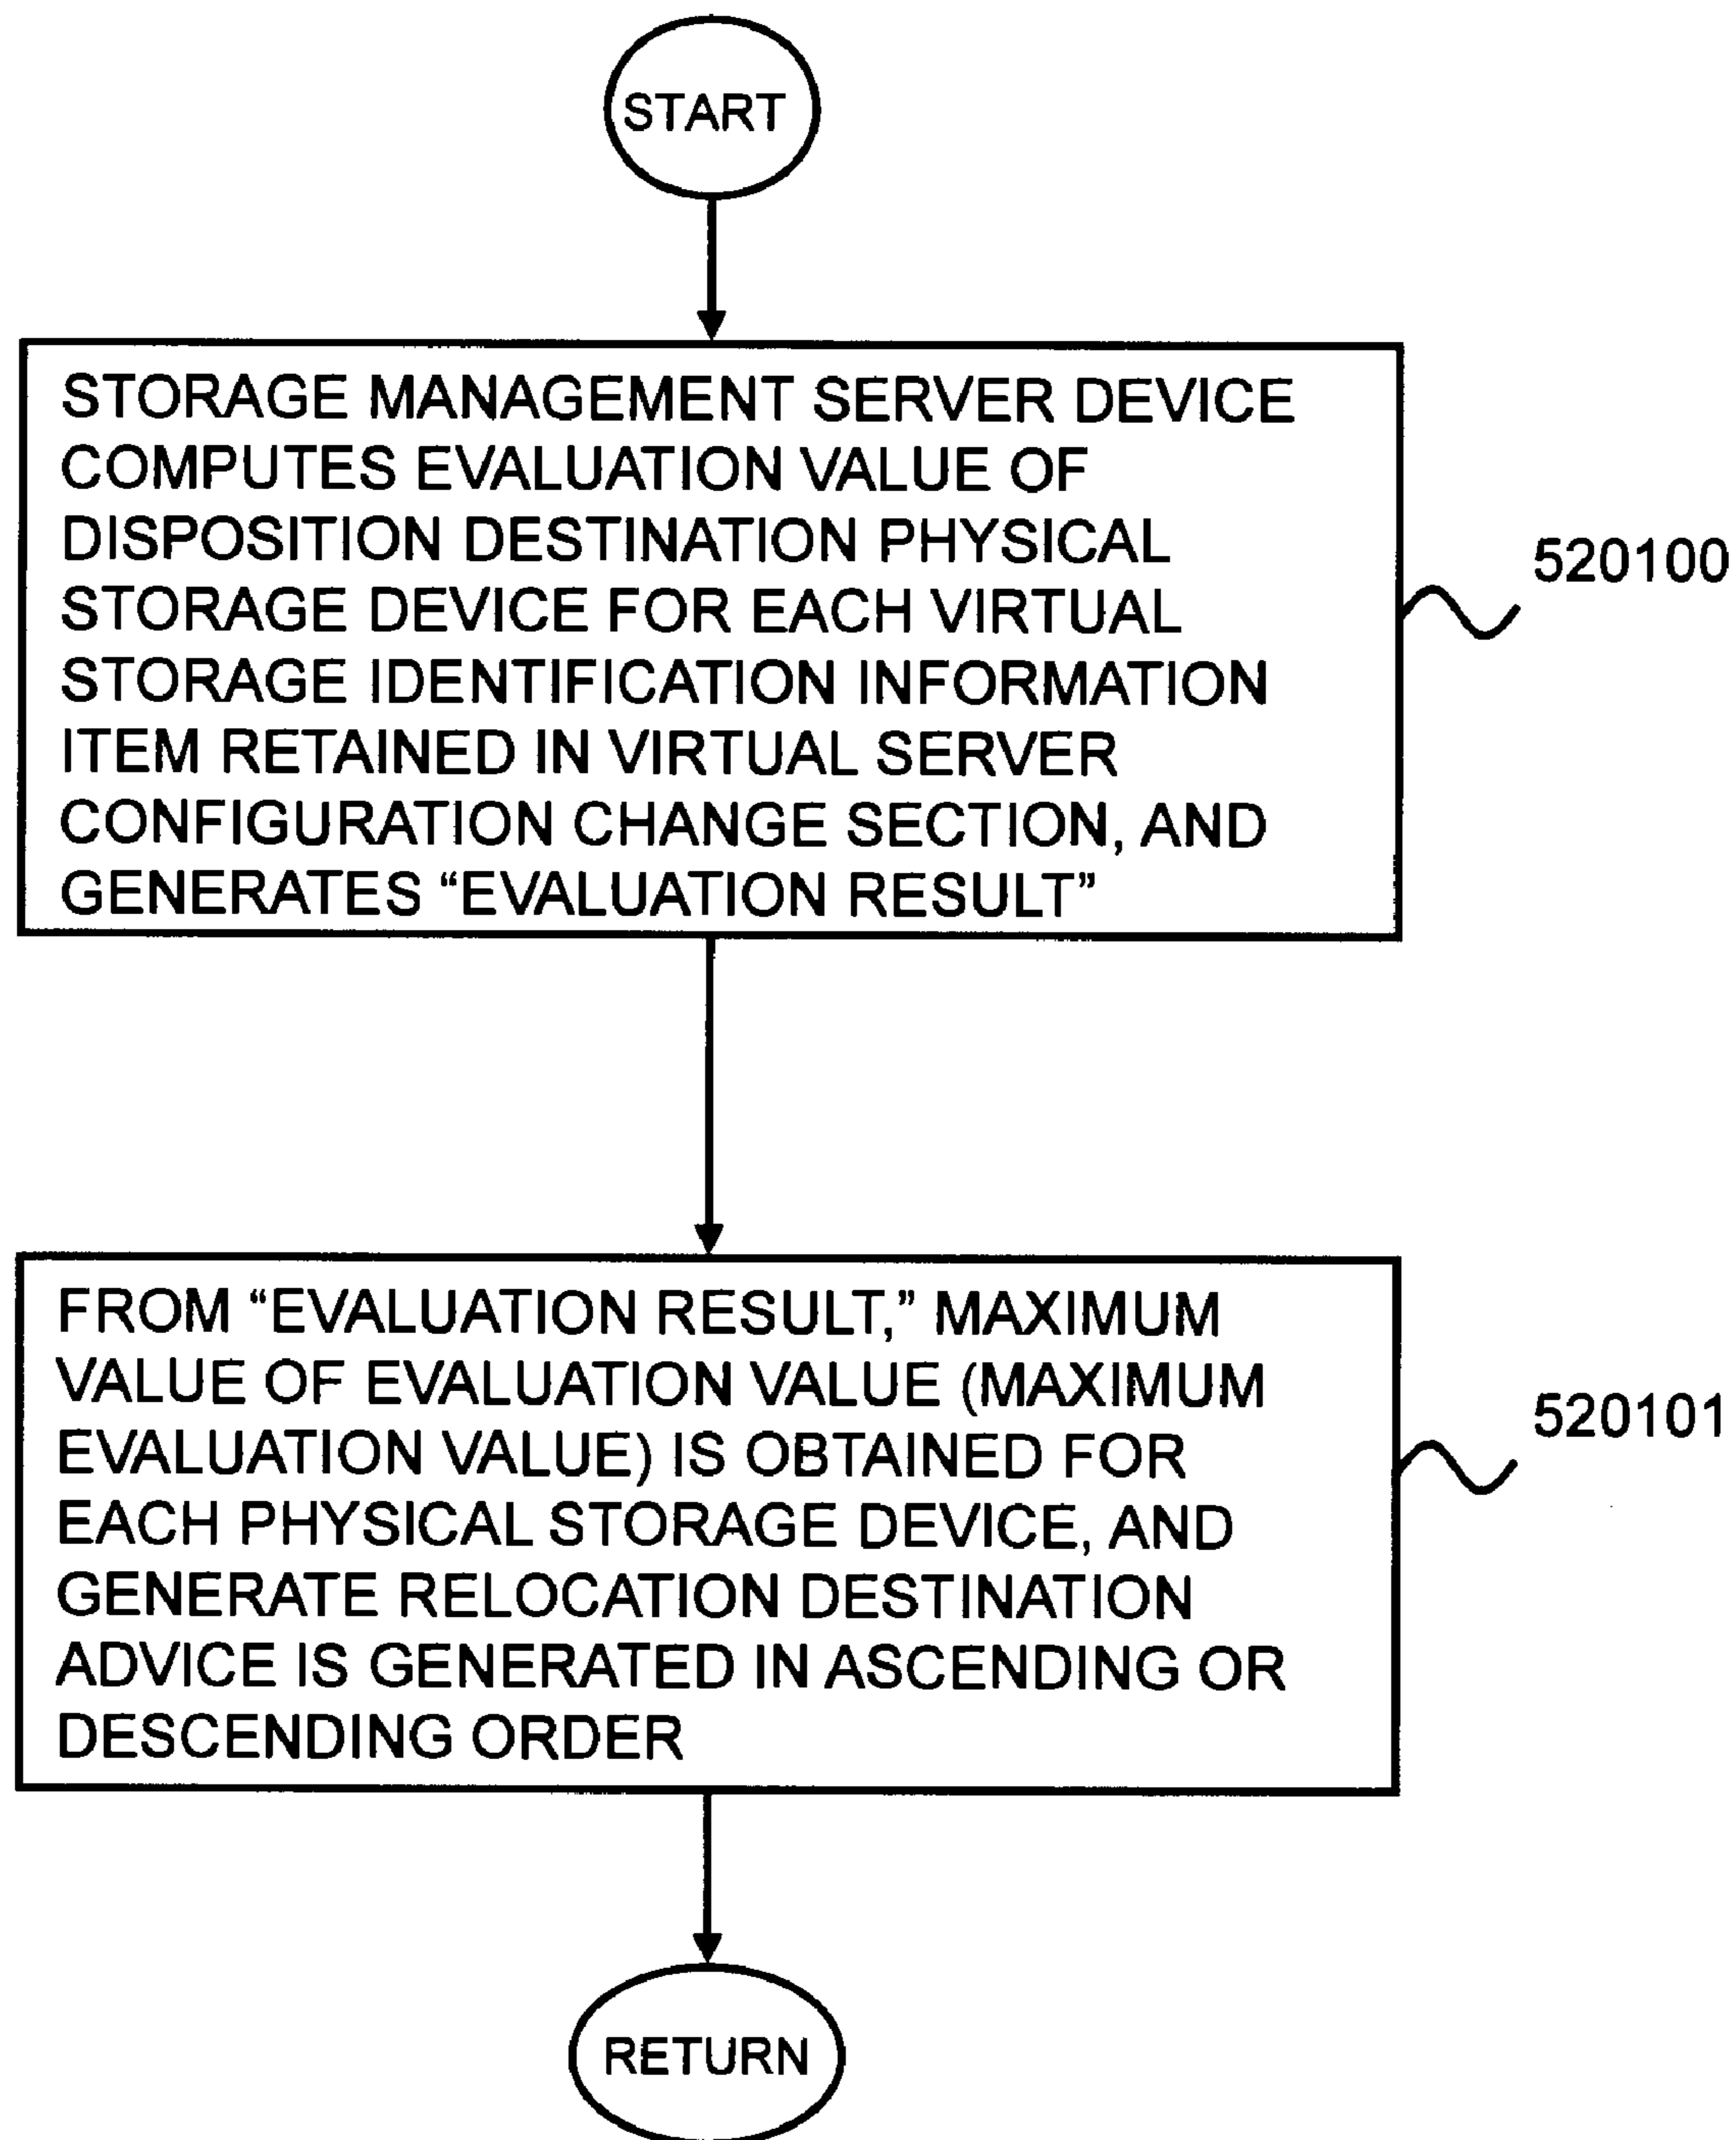 START
STORAGE MANAGEMENT SERVER DEVICE
COMPUTES EVALUATION VALUE OF
DISPOSITION DESTINATION PHYSICAL
STORAGE DEVICE FOR EACH VIRTUAL
STORAGE IDENTIFICATION INFORMATION
ITEM RETAINED IN VIRTUAL SERVER
CONFIGURATION CHANGE SECTION, AND
GENERATES “EVALUATION RESULT”
520100
FROM “EVALUATION RESULT,” MAXIMUM
VALUE OF EVALUATION VALUE (MAXIMUM
EVALUATION VALUE) IS OBTAINED FOR
EACH PHYSICAL STORAGE DEVICE, AND
GENERATE RELOCATION DESTINATION
ADVICE IS GENERATED IN ASCENDING OR
DESCENDING ORDER
520101
RETURN